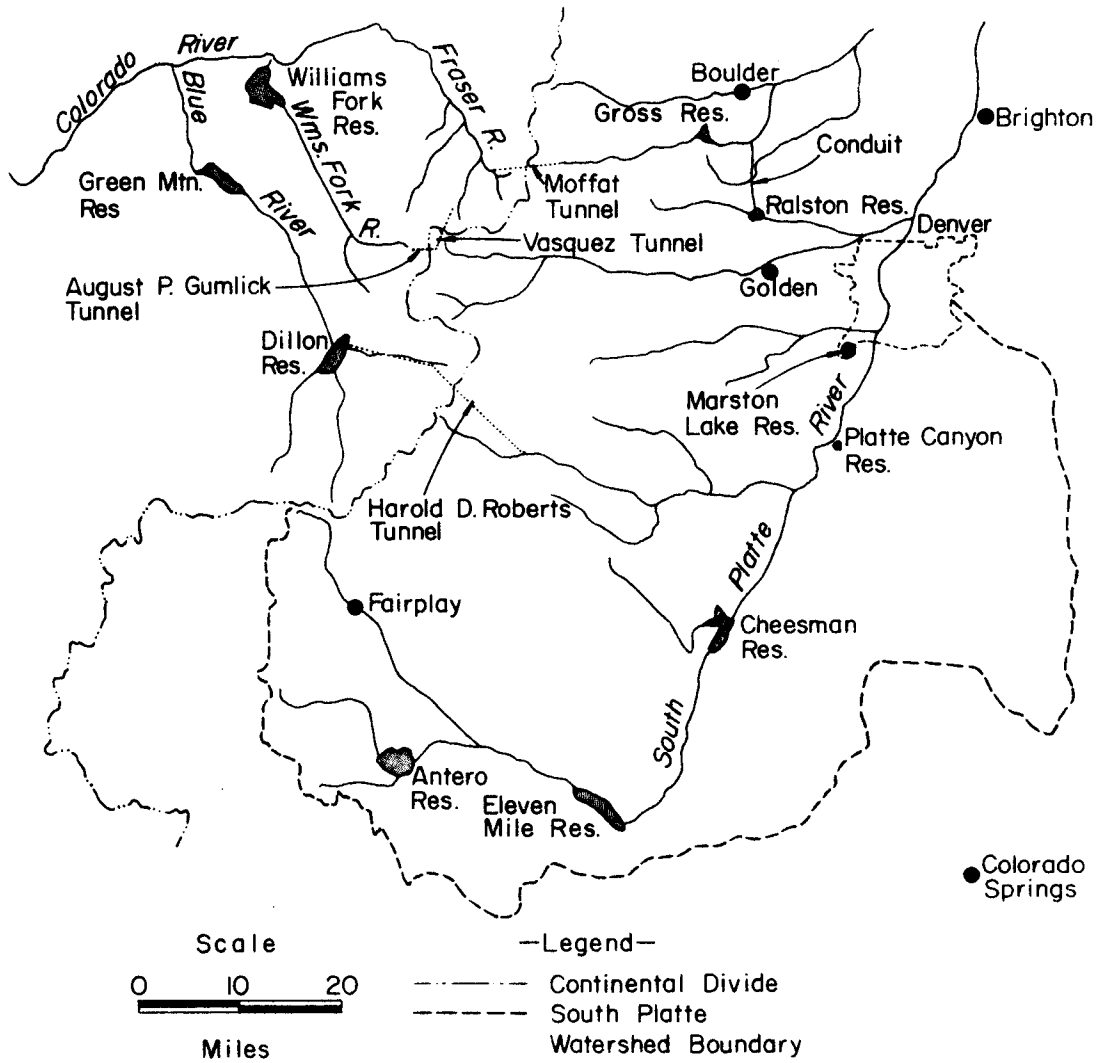 Colorado River
Blue River
Williams
Fork
Res.
Wms. Fork R.
Fraser R.
Boulder
Gross Res.
Brighton
Conduit
Green Mtn.
Res
Moffat
Tunnel
Ralston Res.
Denver
Vasquez Tunnel
August P. Gumlick
Tunnel
Golden
Dillon
Res.
Marston
Lake Res.
Platte Canyon
Res.
Harold D. Roberts
Tunnel
South Platte River
Fairplay
Cheesman
Res.
Antero
Res.
Eleven
Mile Res.
Colorado
Springs
Scale
0 10 20
Miles
—Legend—
Continental Divide
South Platte
Watershed Boundary